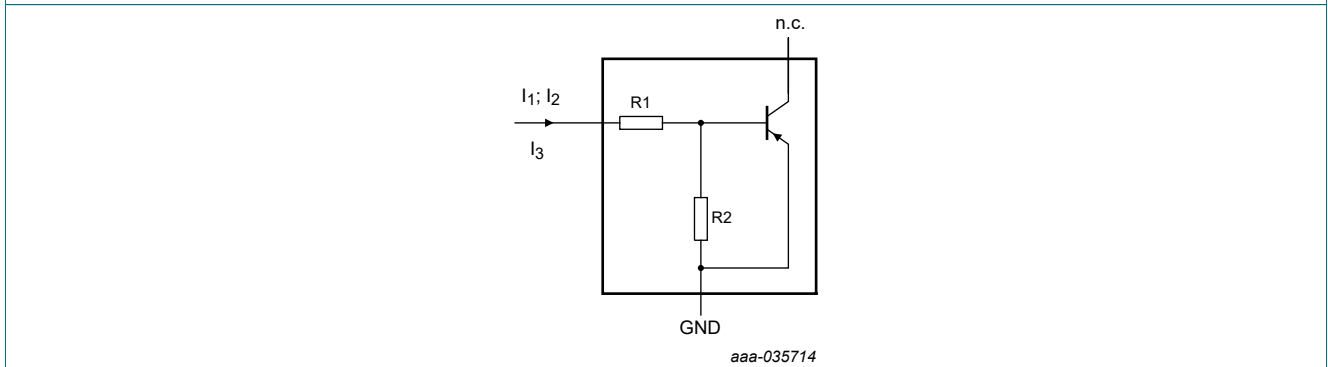 n.c.
I1; I2
R1
I3
R2
GND
aaa-035714